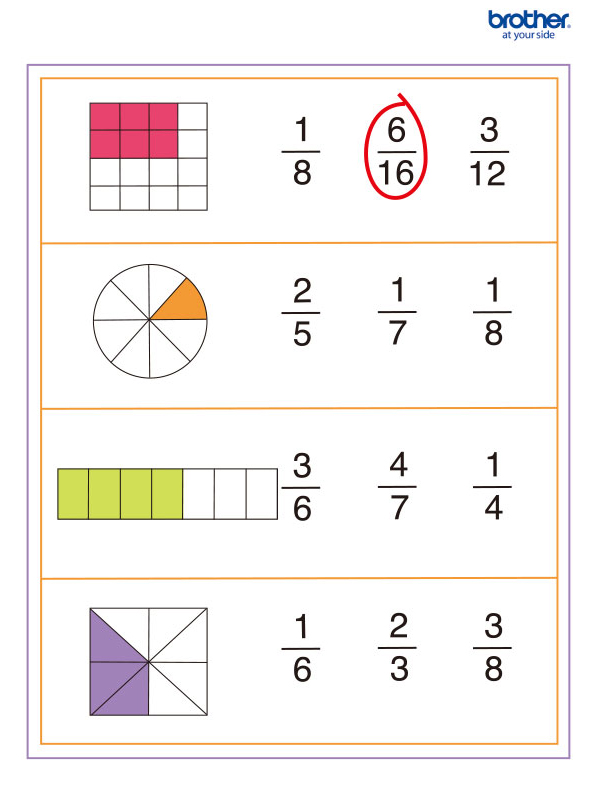 brother
at your side
1/8 6/16 3/12
2/5 1/7 1/8
3/6 4/7 1/4
1/6 2/3 3/8